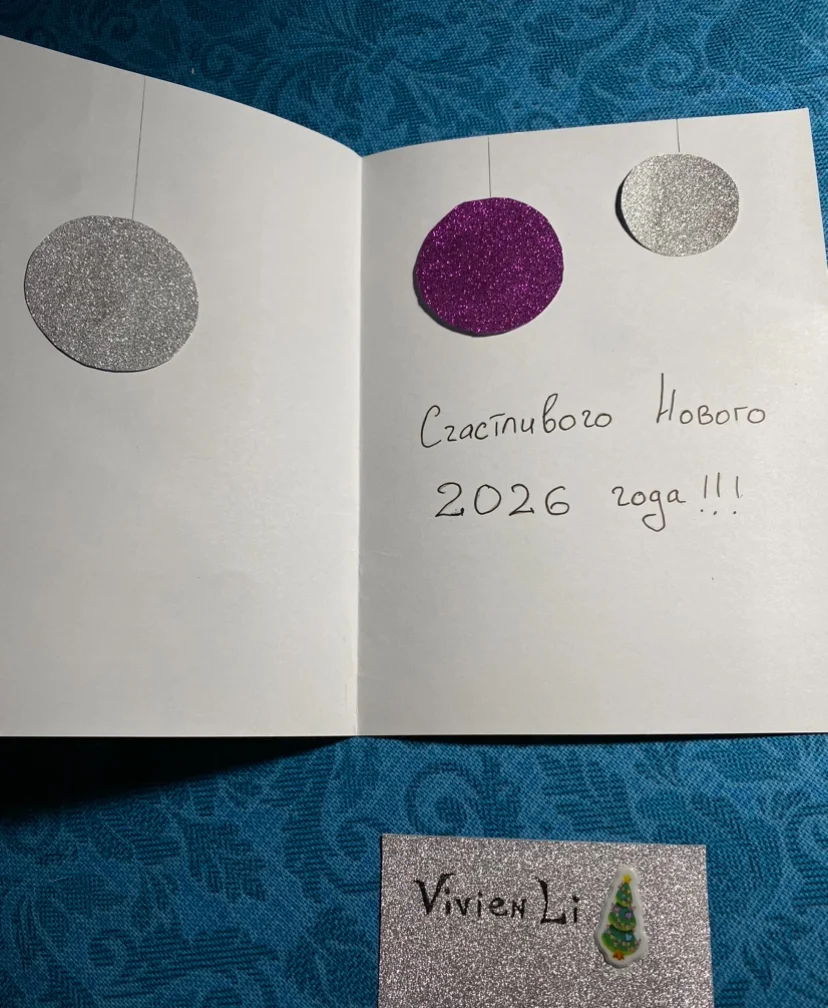 Счастливого Нового
2026 года!!!
Vivien Li